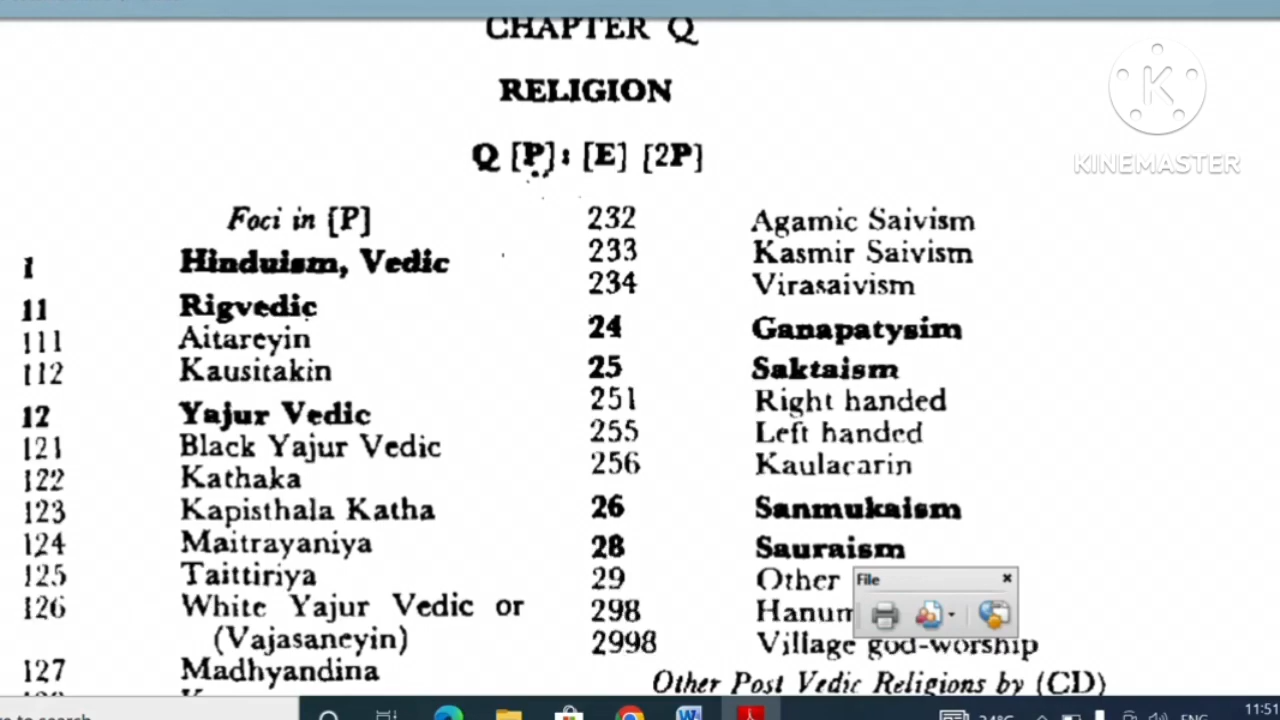 CHAPTER Q
RELIGION
Q [P] : [E] [2P]
Foci in [P]
1 Hinduism, Vedic
11 Rigvedic
111 Aitareyin
112 Kausitakin
12 Yajur Vedic
121 Black Yajur Vedic
122 Kathaka
123 Kapisthala Katha
124 Maitrayaniya
125 Taittiriya
126 White Yajur Vedic or
(Vajasaneyin)
127 Madhyandina
232 Agamic Saivism
233 Kasmir Saivism
234 Virasaivism
24 Ganapatysim
25 Saktaism
251 Right handed
255 Left handed
256 Kaulacarin
26 Sanmukaism
28 Sauraism
29 Other
298
2998 Village god-worship
Other Post Vedic Religions by (CD)
File
KINEMASTER
to search
11:51